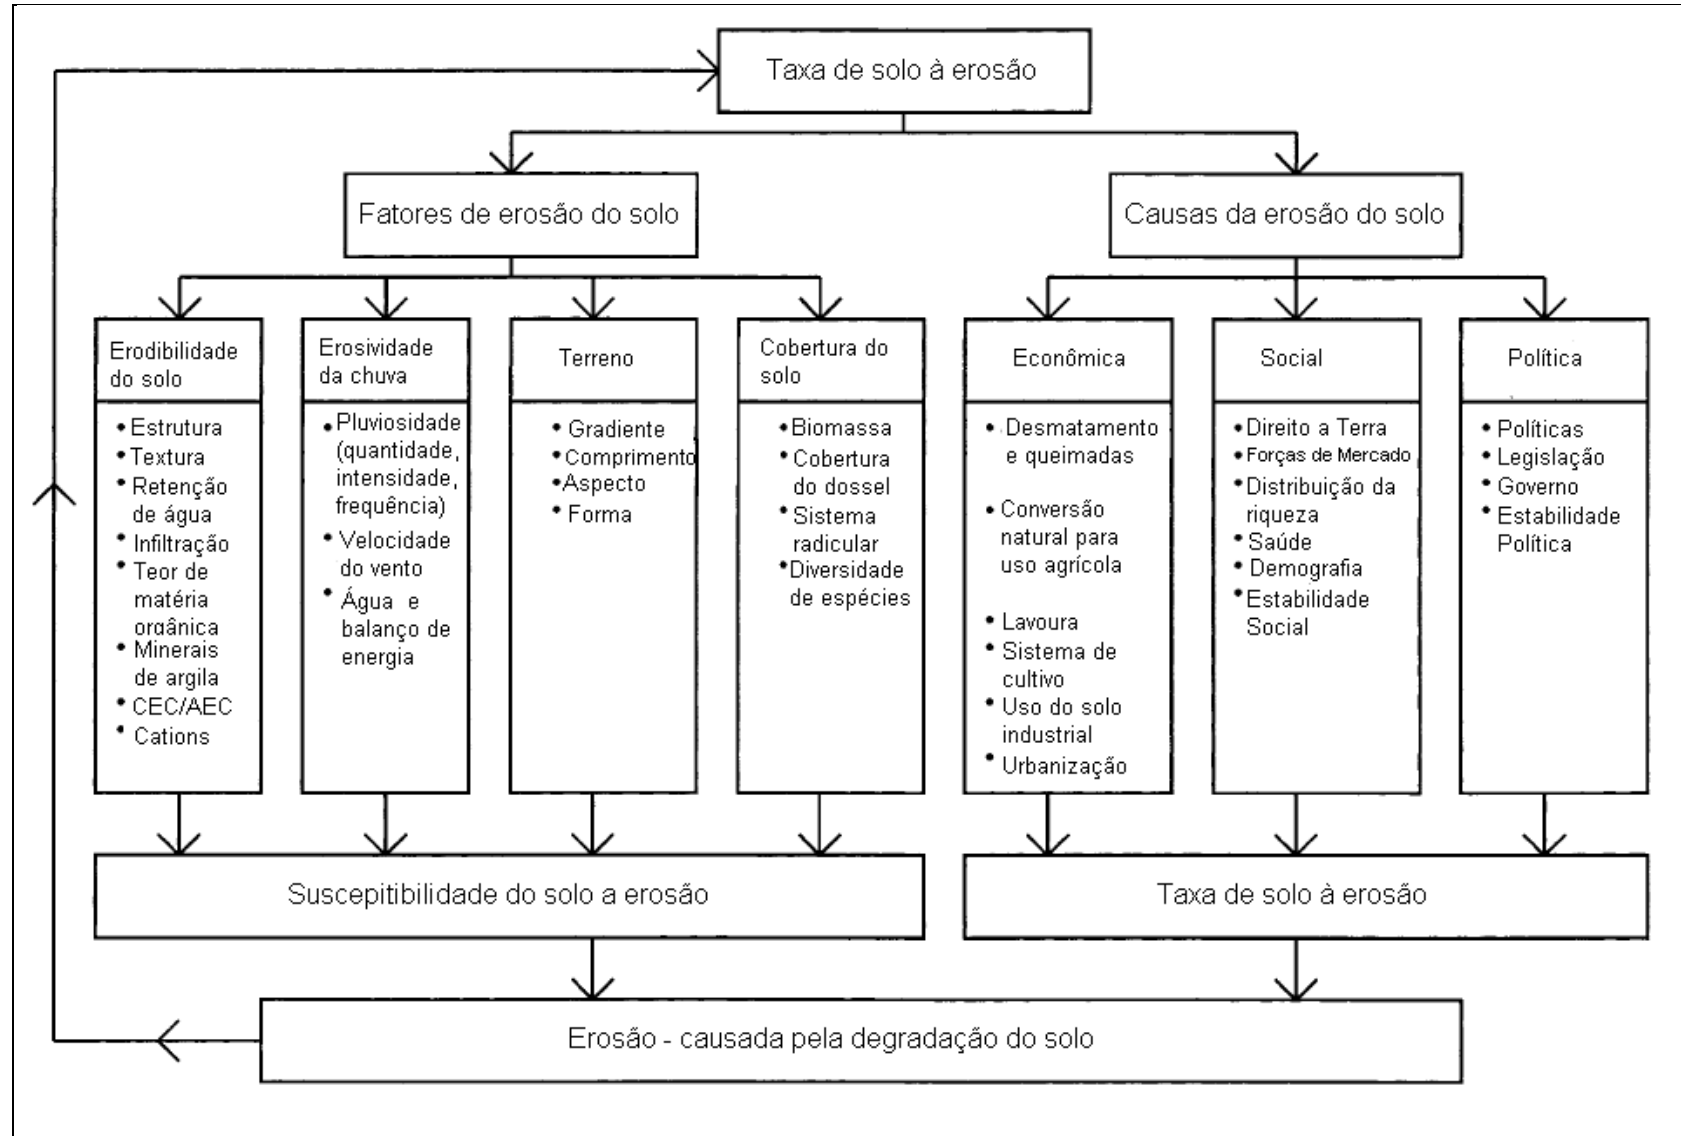 Taxa de solo à erosão
Fatores de erosão do solo
Causas da erosão do solo
Erodibilidade
do solo
• Estrutura
• Textura
• Retenção
de água
• Infiltração
• Teor de
matéria
orgânica
• Minerais
de argila
• CEC/AEC
• Cations
Erosividade
da chuva
• Pluviosidade
(quantidade,
intensidade,
frequência)
• Velocidade
do vento
• Água e
balanço de
energia
Terreno
• Gradiente
• Comprimento
• Aspecto
• Forma
Cobertura do
solo
• Biomassa
• Cobertura
do dossel
• Sistema
radicular
• Diversidade
de espécies
Econômica
• Desmatamento
e queimadas
• Conversão
natural para
uso agrícola
• Lavoura
• Sistema de
cultivo
• Uso do solo
industrial
• Urbanização
Social
• Direito a Terra
• Forças de Mercado
• Distribuição da
riqueza
• Saúde
• Demografia
• Estabilidade
Social
Política
• Políticas
• Legislação
• Governo
• Estabilidade
Política
Suscepitibilidade do solo a erosão
Taxa de solo à erosão
Erosão - causada pela degradação do solo